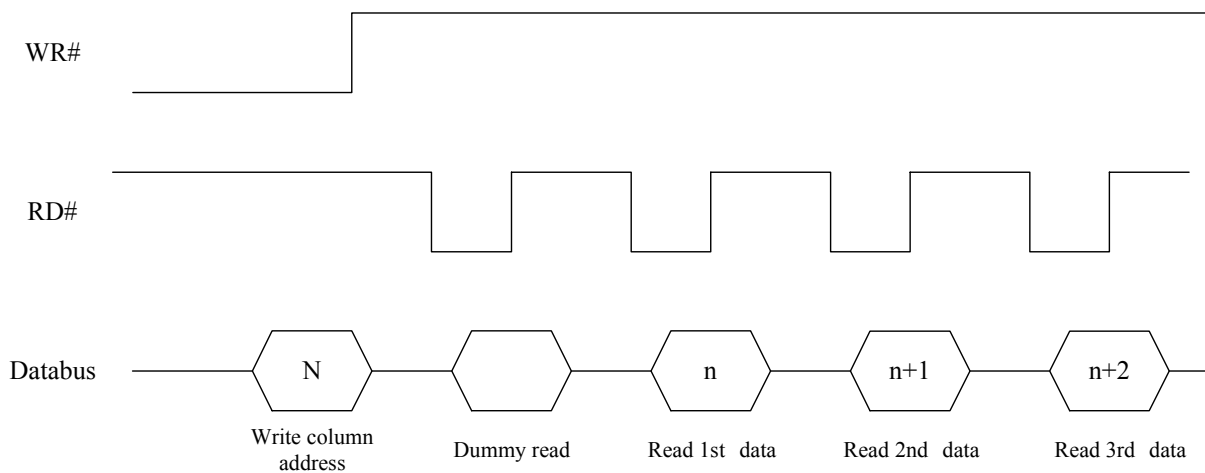 WR#
RD#
Databus
N
n
n+1
n+2
Write column
address
Dummy read
Read 1st data
Read 2nd data
Read 3rd data